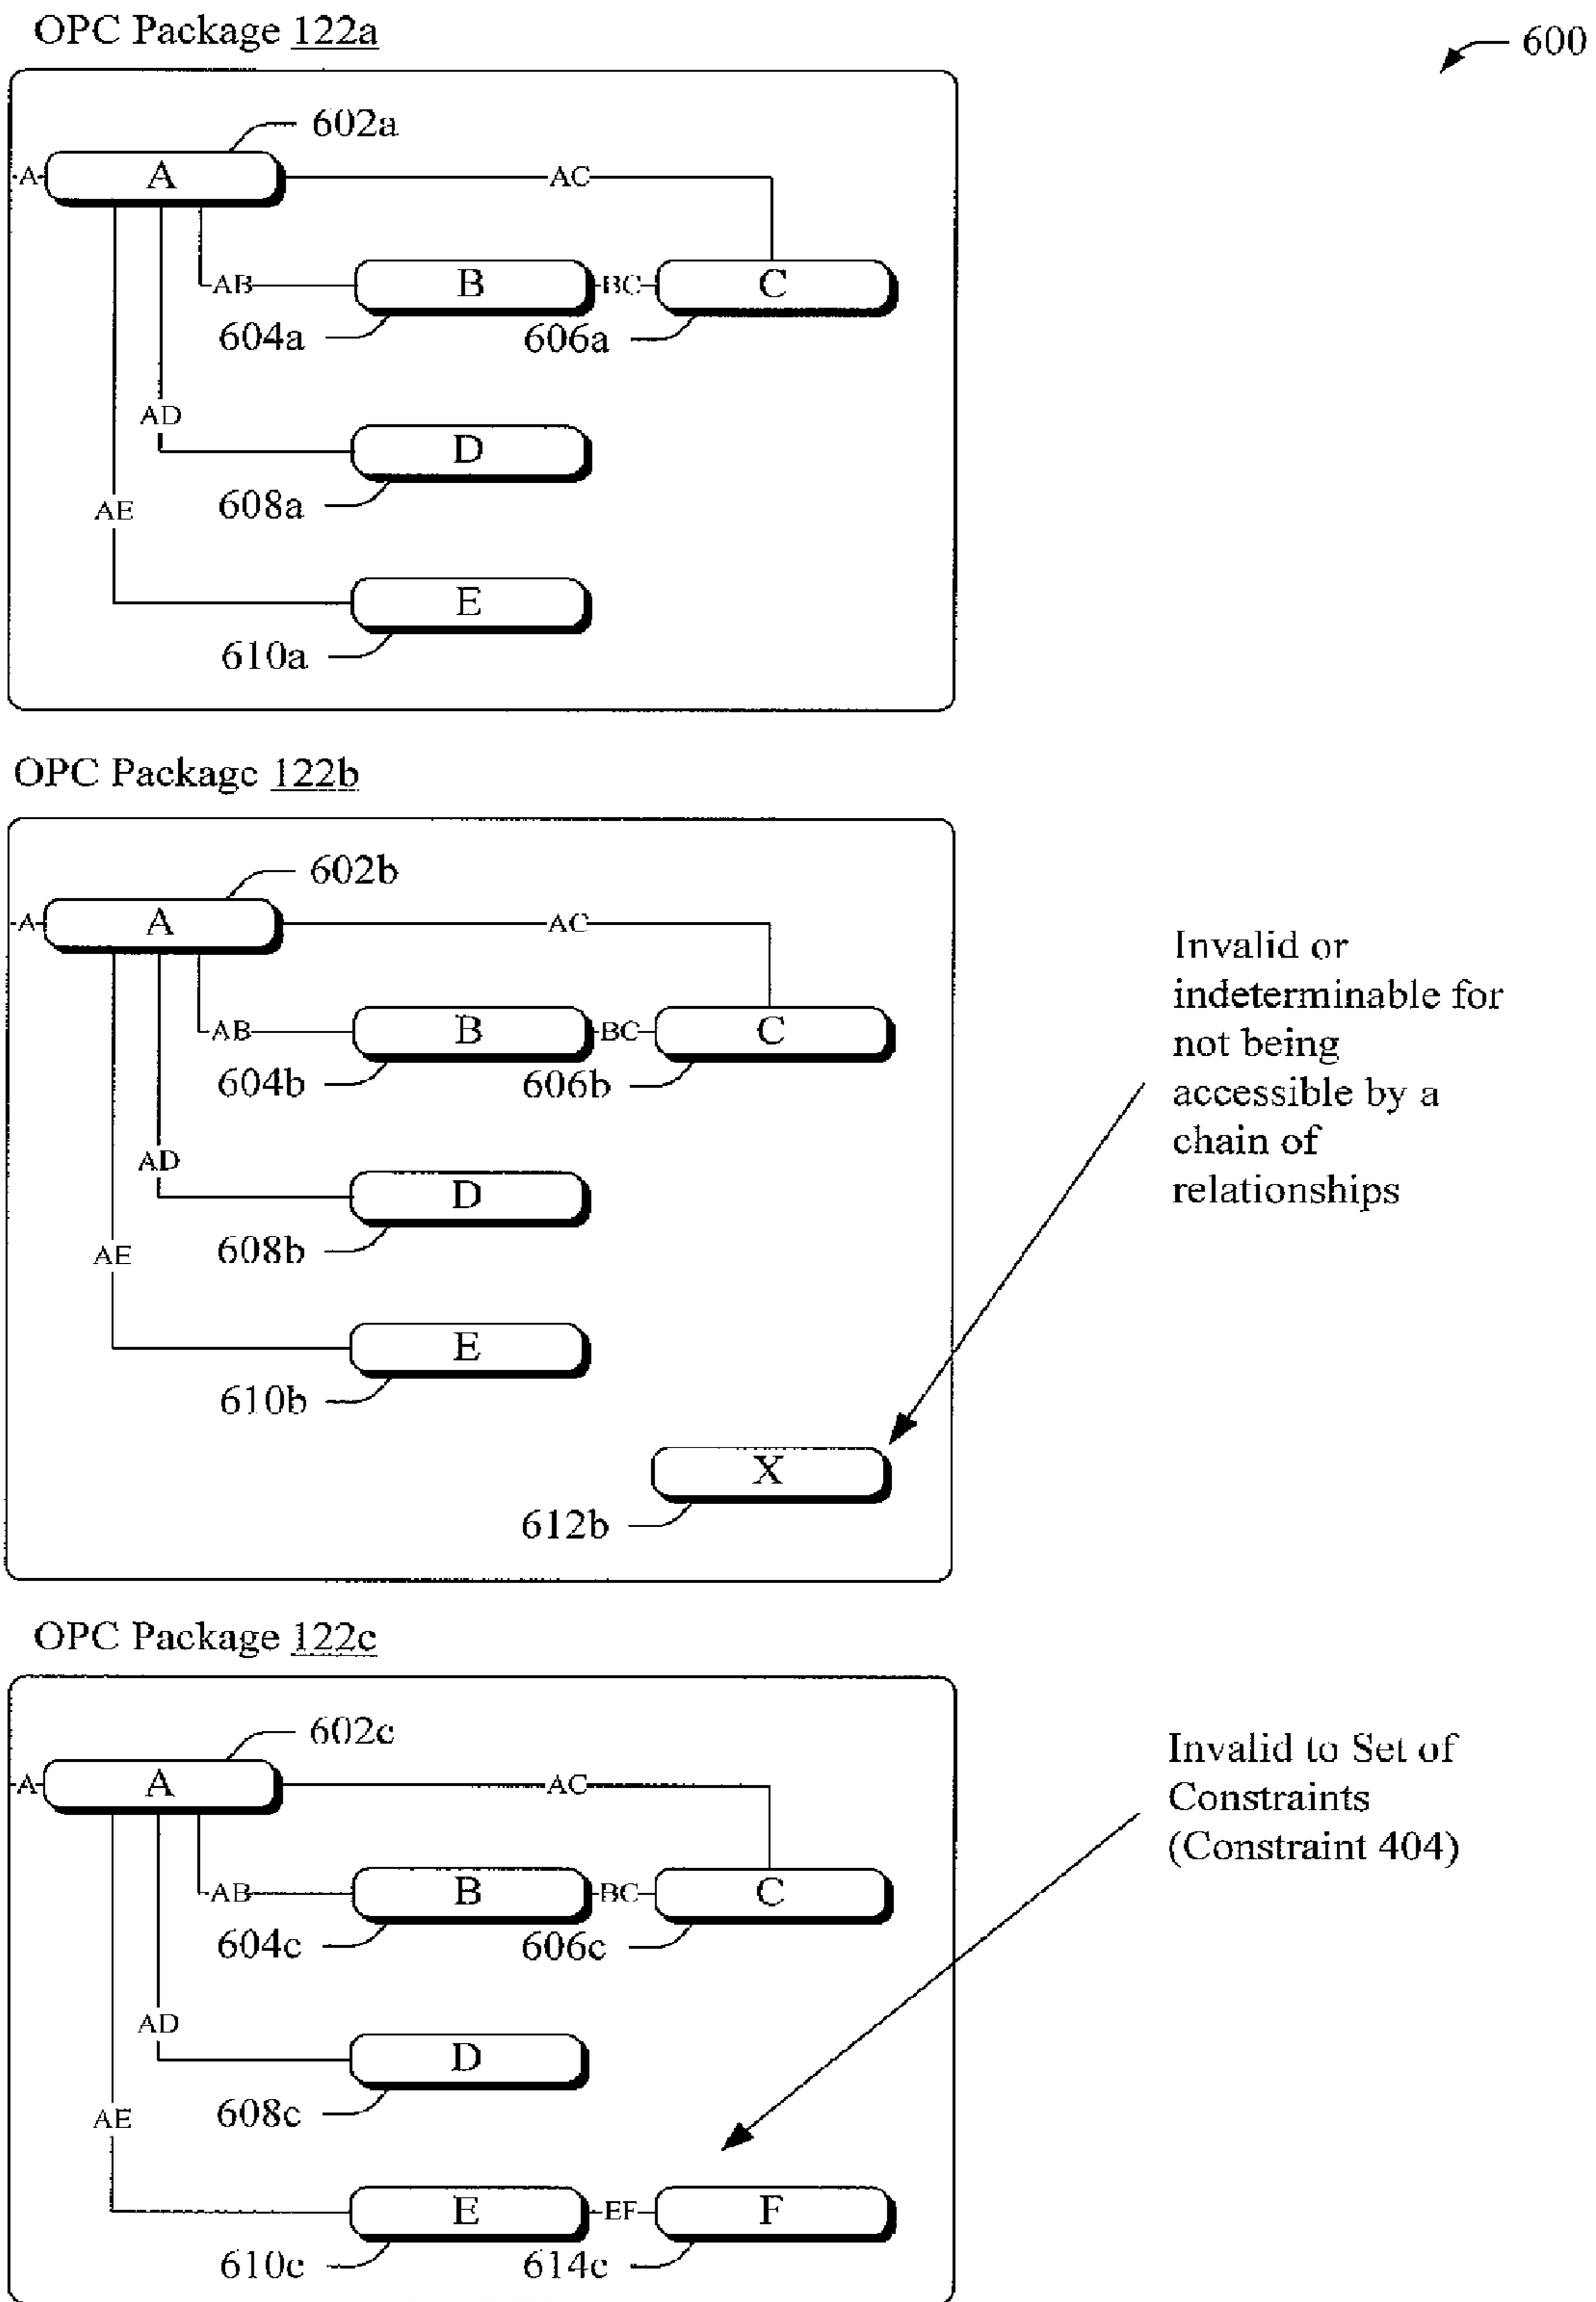 OPC Package 122a
600
602a
A
A
AC
AB
B
BC
C
604a
606a
AD
D
608a
AE
E
610a
OPC Package 122b
602b
A
A
AC
Invalid or
indeterminable for
not being
accessible by a
chain of
relationships
AB
B
BC
C
604b
606b
AD
D
608b
AE
E
610b
X
612b
OPC Package 122c
602c
A
A
AC
Invalid to Set of
Constraints
(Constraint 404)
AB
B
BC
C
604c
606c
AD
D
608c
AE
E
EF
F
610c
614c